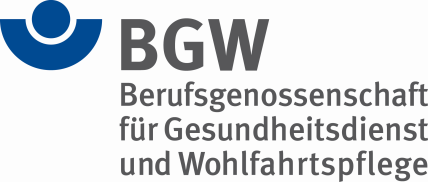 BGW
Berufsgenossenschaft
für Gesundheitsdienst
und Wohlfahrtspflege